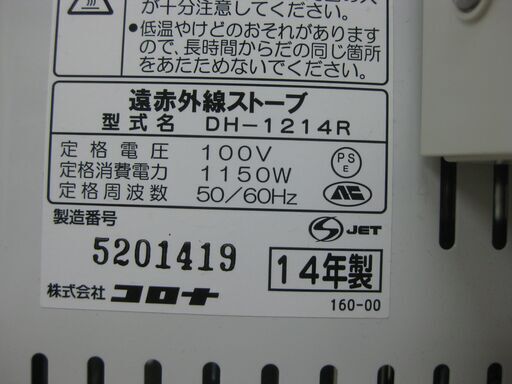 が十分注意してください。
●低温やけどのおそれがありますので、長時間からだの同じ箇所をあたためないでください。
遠赤外線ストーブ
型式名 DH-1214R
定格電圧 100V
定格消費電力 1150W
定格周波数 50/60Hz
PSE
製造番号
5201419
S JET
14年製
株式会社 コロナ
160-00